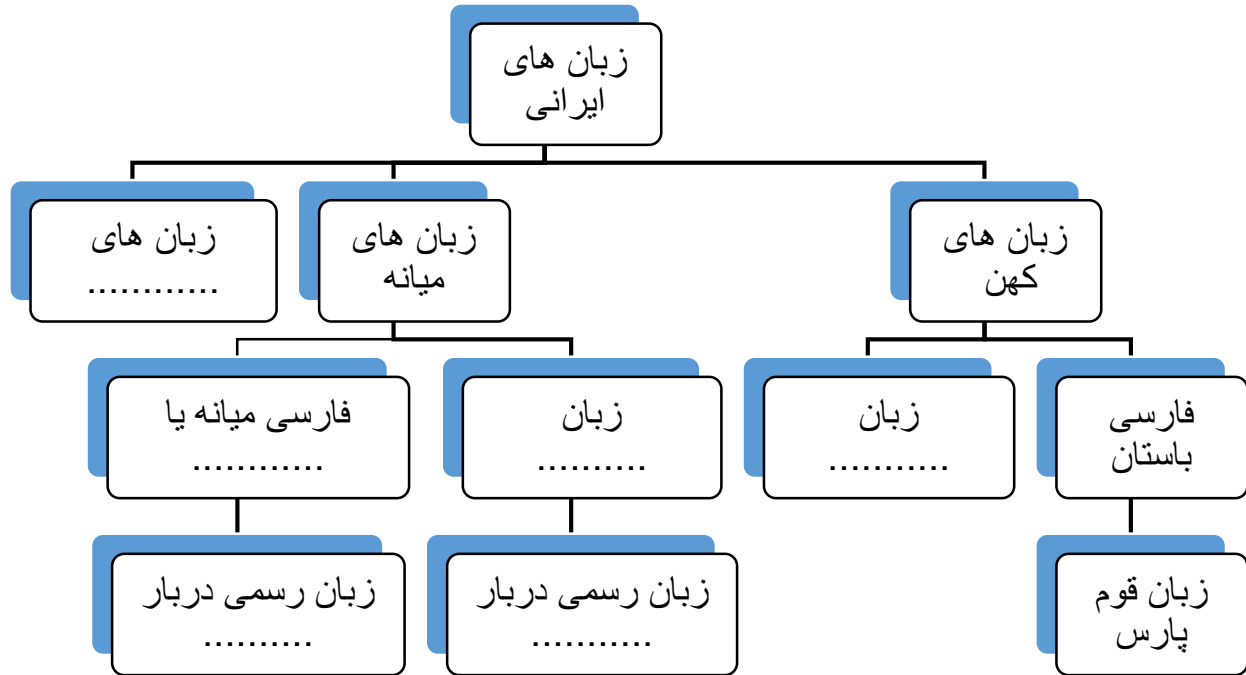 زبان های
ایرانی
زبان های
کهن
زبان های
میانه
زبان های
............
فارسی
باستان
زبان
...........
زبان
..........
فارسی میانه یا
............
زبان قوم
پارس
زبان رسمی دربار
...........
زبان رسمی دربار
..........